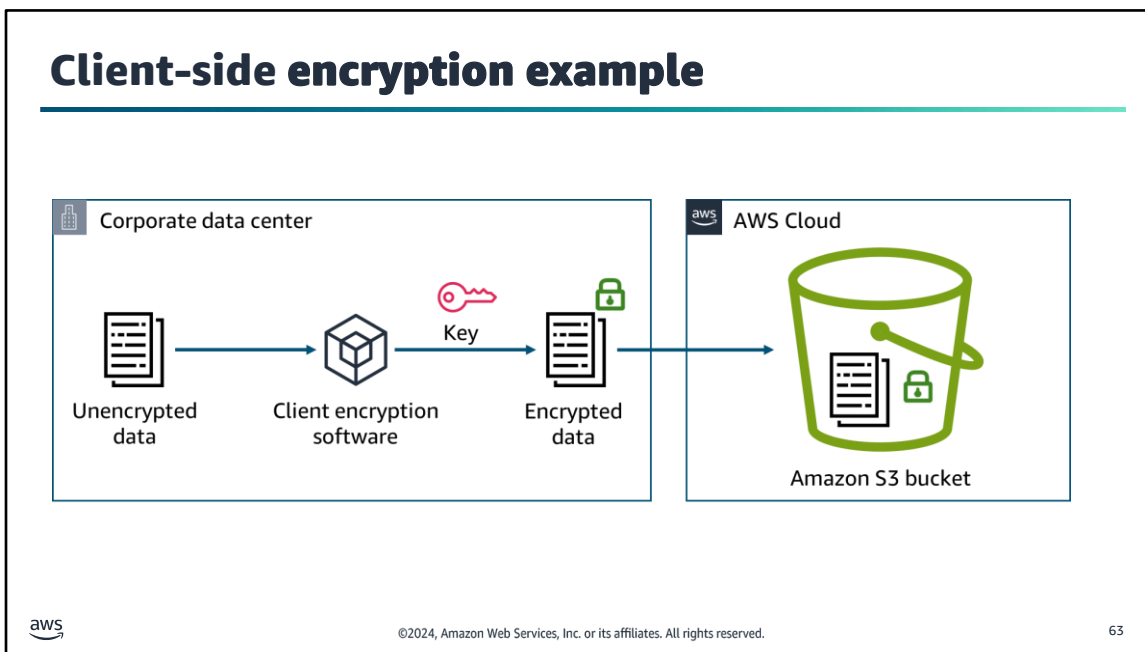 Client-side encryption example
Corporate data center
aws
AWS Cloud
Key
Unencrypted
data
Client encryption
software
Encrypted
data
Amazon S3 bucket
aws
©2024, Amazon Web Services, Inc. or its affiliates. All rights reserved.
63